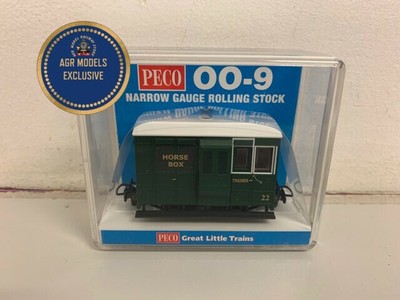 AGR MODELS
EXCLUSIVE
PECO OO-9
NARROW GAUGE ROLLING STOCK
HORSE
BOX
22
PECO Great Little Trains